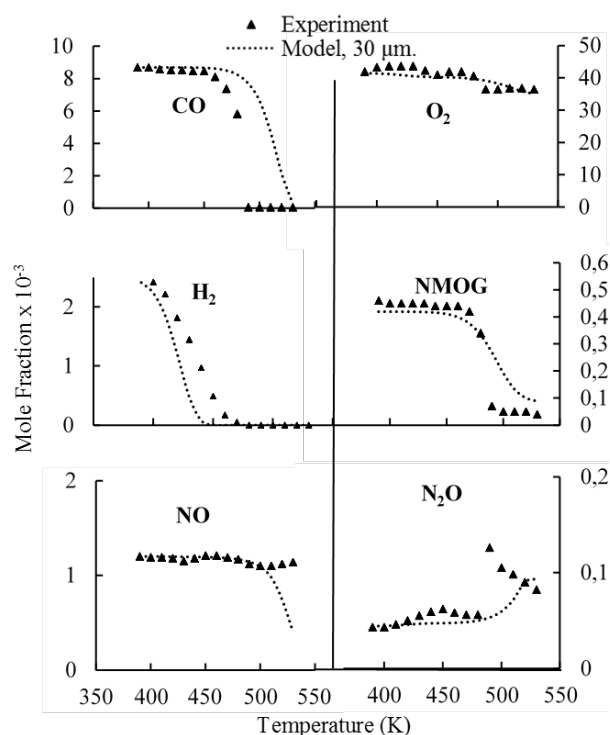 Experiment
Model, 30 μm.
10
8
6
4
2
0
CO
50
40
30
20
10
0
O2
2
1
0
H2
0,6
0,5
0,4
0,3
0,2
0,1
0
NMOG
Mole Fraction x 10-3
2
1
0
NO
0,2
0,1
0
N2O
350 400 450 500 550
400 450 500 550
Temperature (K)